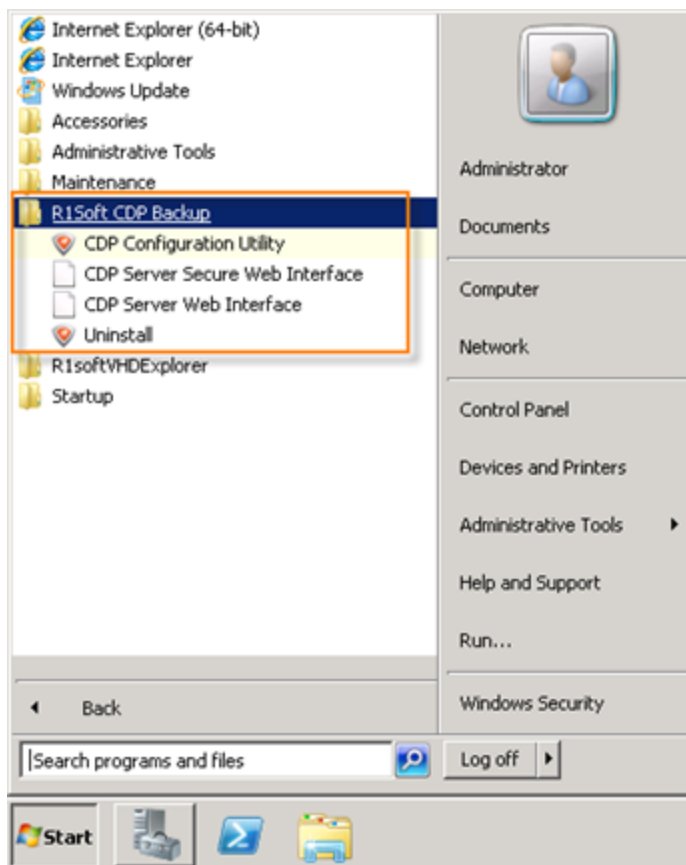 Internet Explorer (64-bit)
Internet Explorer
Windows Update
Accessories
Administrative Tools
Maintenance
R1Soft CDP Backup
CDP Configuration Utility
CDP Server Secure Web Interface
CDP Server Web Interface
Uninstall
R1softVHDExplorer
Startup
Back
Search programs and files
Administrator
Documents
Computer
Network
Control Panel
Devices and Printers
Administrative Tools
Help and Support
Run...
Windows Security
Log off
Start